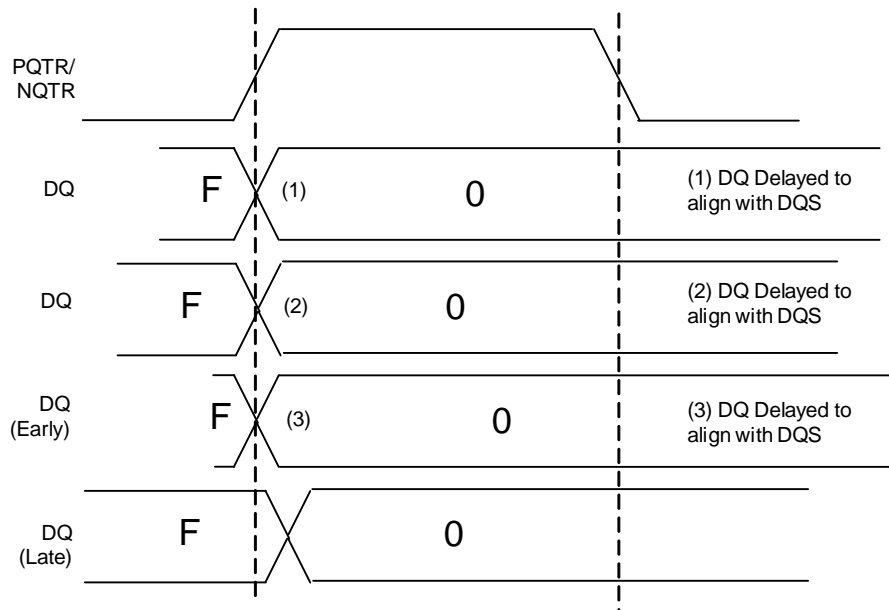 PQTR/
NQTR
DQ
F
(1)
0
(1) DQ Delayed to
align with DQS
DQ
F
(2)
0
(2) DQ Delayed to
align with DQS
DQ
(Early)
F
(3)
0
(3) DQ Delayed to
align with DQS
DQ
(Late)
F
0